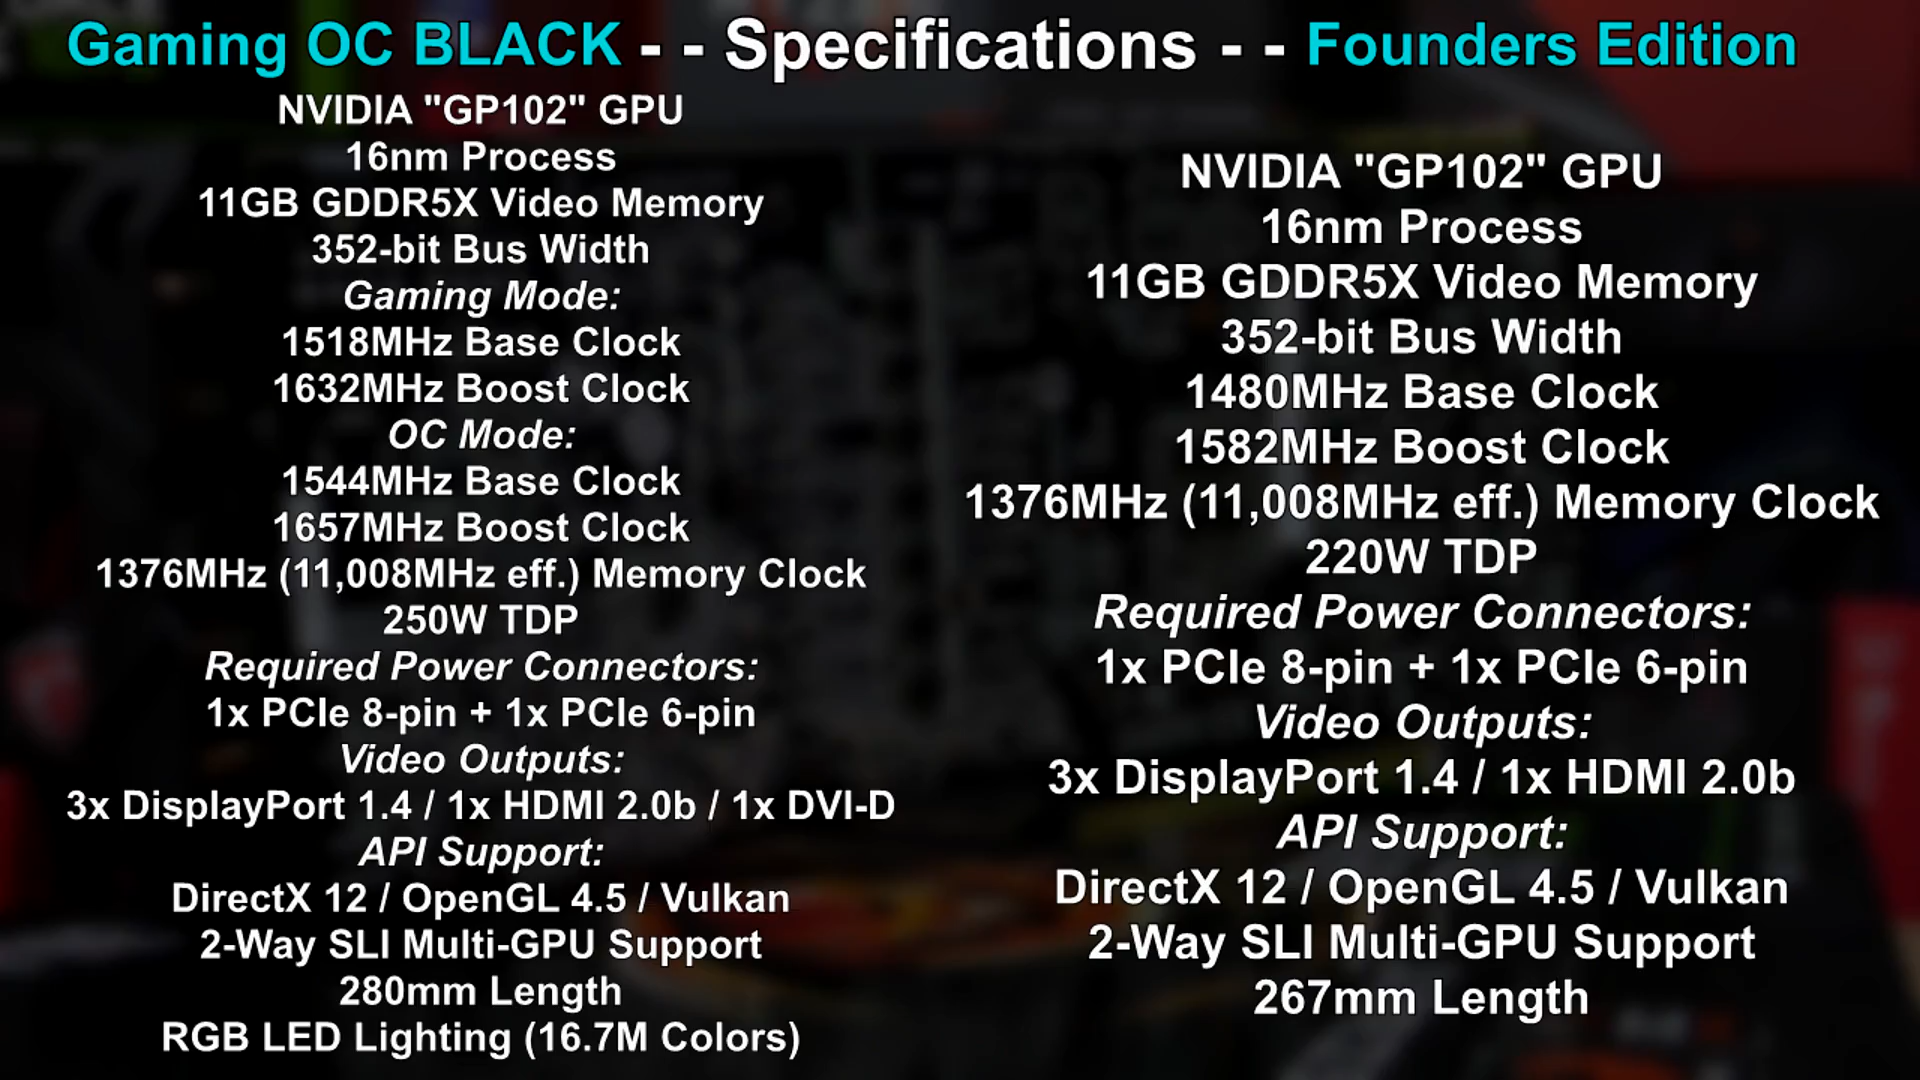 Gaming OC BLACK - - Specifications - - Founders Edition
NVIDIA "GP102" GPU
16nm Process
11GB GDDR5X Video Memory
352-bit Bus Width
Gaming Mode:
1518MHz Base Clock
1632MHz Boost Clock
OC Mode:
1544MHz Base Clock
1657MHz Boost Clock
1376MHz (11,008MHz eff.) Memory Clock
250W TDP
Required Power Connectors:
1x PCIe 8-pin + 1x PCIe 6-pin
Video Outputs:
3x DisplayPort 1.4 / 1x HDMI 2.0b / 1x DVI-D
API Support:
DirectX 12 / OpenGL 4.5 / Vulkan
2-Way SLI Multi-GPU Support
280mm Length
RGB LED Lighting (16.7M Colors)
NVIDIA "GP102" GPU
16nm Process
11GB GDDR5X Video Memory
352-bit Bus Width
1480MHz Base Clock
1582MHz Boost Clock
1376MHz (11,008MHz eff.) Memory Clock
220W TDP
Required Power Connectors:
1x PCIe 8-pin + 1x PCIe 6-pin
Video Outputs:
3x DisplayPort 1.4 / 1x HDMI 2.0b
API Support:
DirectX 12 / OpenGL 4.5 / Vulkan
2-Way SLI Multi-GPU Support
267mm Length